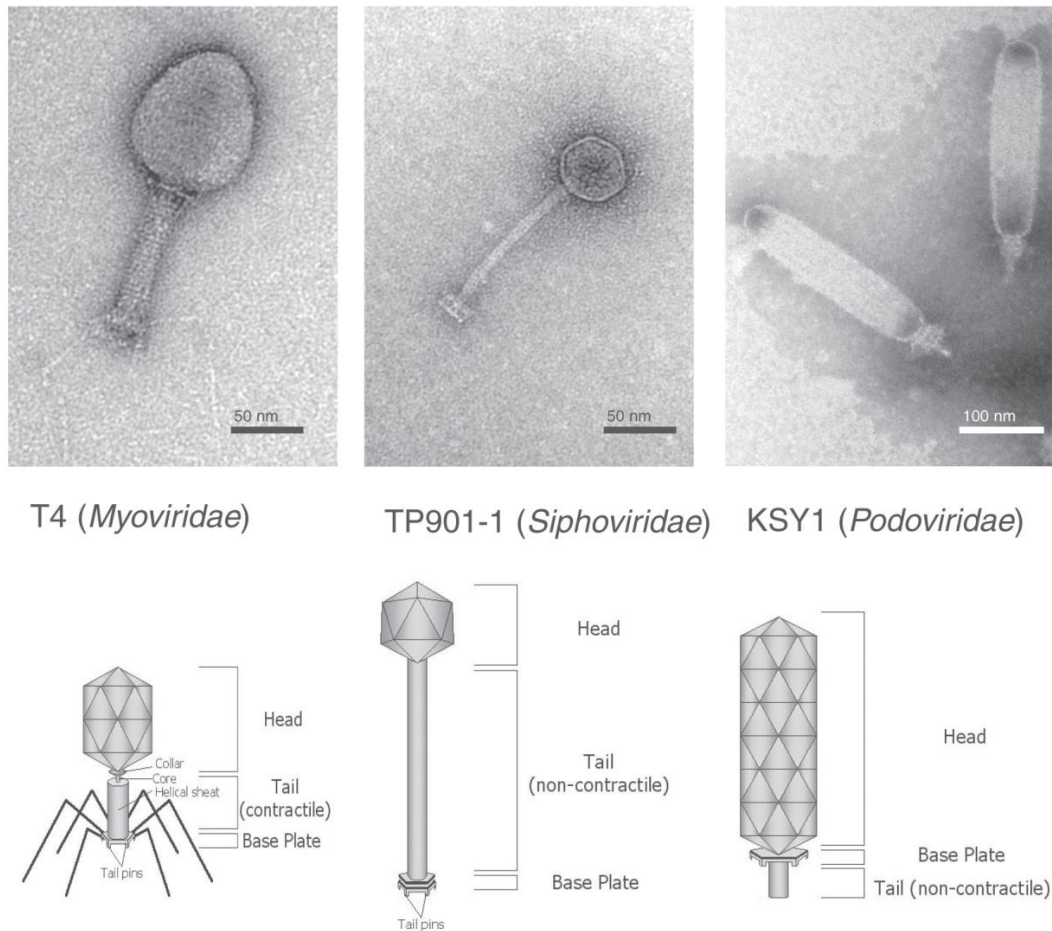 50 nm
50 nm
100 nm
T4 (Myoviridae)
TP901-1 (Siphoviridae)
KSY1 (Podoviridae)
Head
Collar
Core
Helical sheat
Tail
(contractile)
Base Plate
Tail pins
Head
Tail
(non-contractile)
Base Plate
Tail pins
Head
Base Plate
Tail (non-contractile)